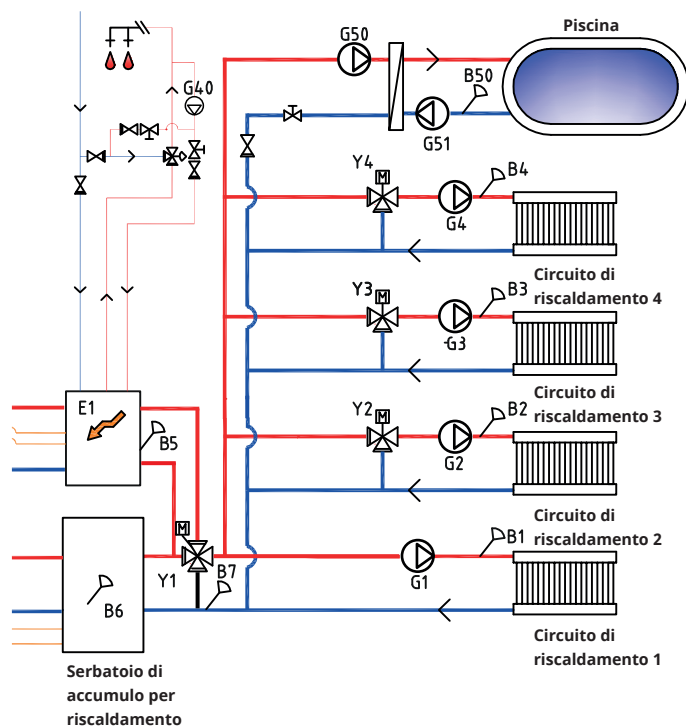 G50
Piscina
G40
B50
G51
Y4
M
B4
G4
Circuito di
riscaldamento 4
Y3
M
B3
G3
Circuito di
riscaldamento 3
Y2
M
B2
G2
E1
B5
Circuito di
riscaldamento 2
M
Y1
B7
B1
G1
B6
Circuito di
riscaldamento 1
Serbatoio di
accumulo per
riscaldamento